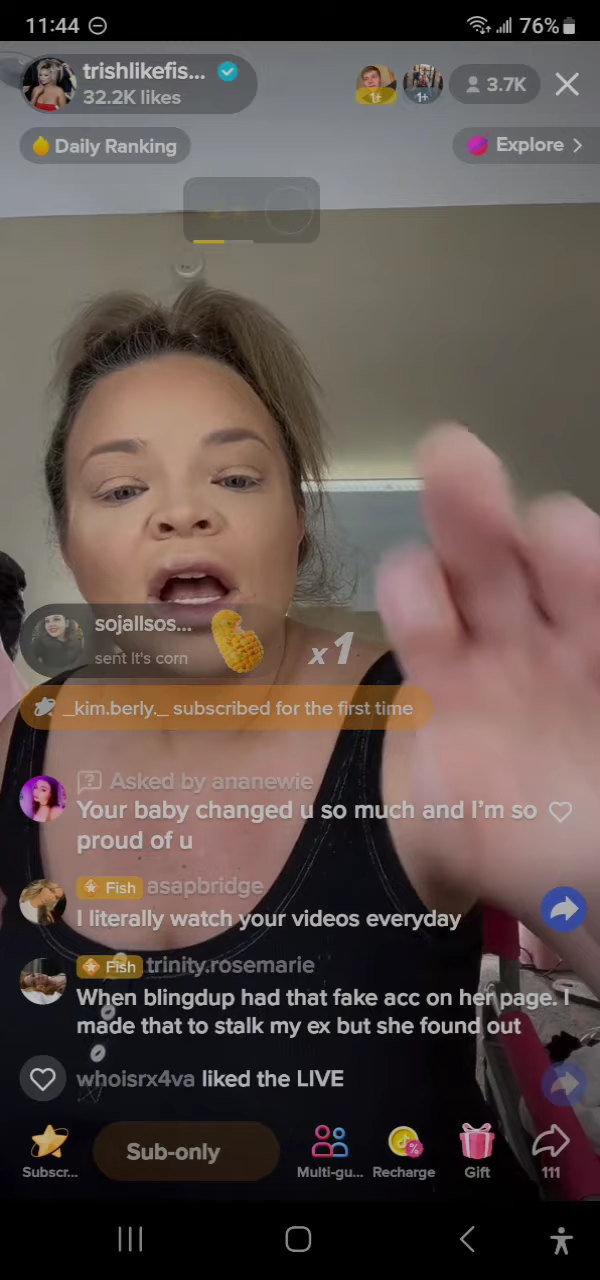 11:44
76%
trishlikefis...
32.2K likes
1+
1+
3.7K
Daily Ranking
Explore >
sojallsos...
sent It's corn
x1
_kim.berly._ subscribed for the first time
Asked by ananewie
Your baby changed u so much and I'm so
proud of u
Fish asapbridge
I literally watch your videos everyday
Fish trinity.rosemarie
When blingdup had that fake acc on her page. I
made that to stalk my ex but she found out
whoisrx4va liked the LIVE
Sub-only
Subscr...
Multi-gu...
Recharge
Gift
111